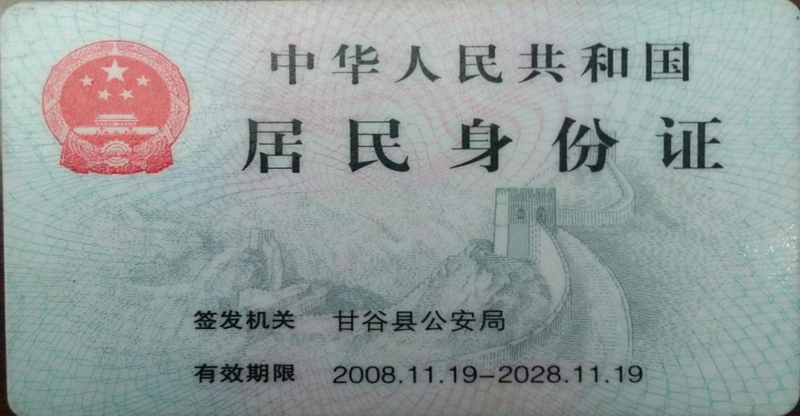 中华人民共和国
居民身份证
签发机关 甘谷县公安局
有效期限 2008.11.19-2028.11.19